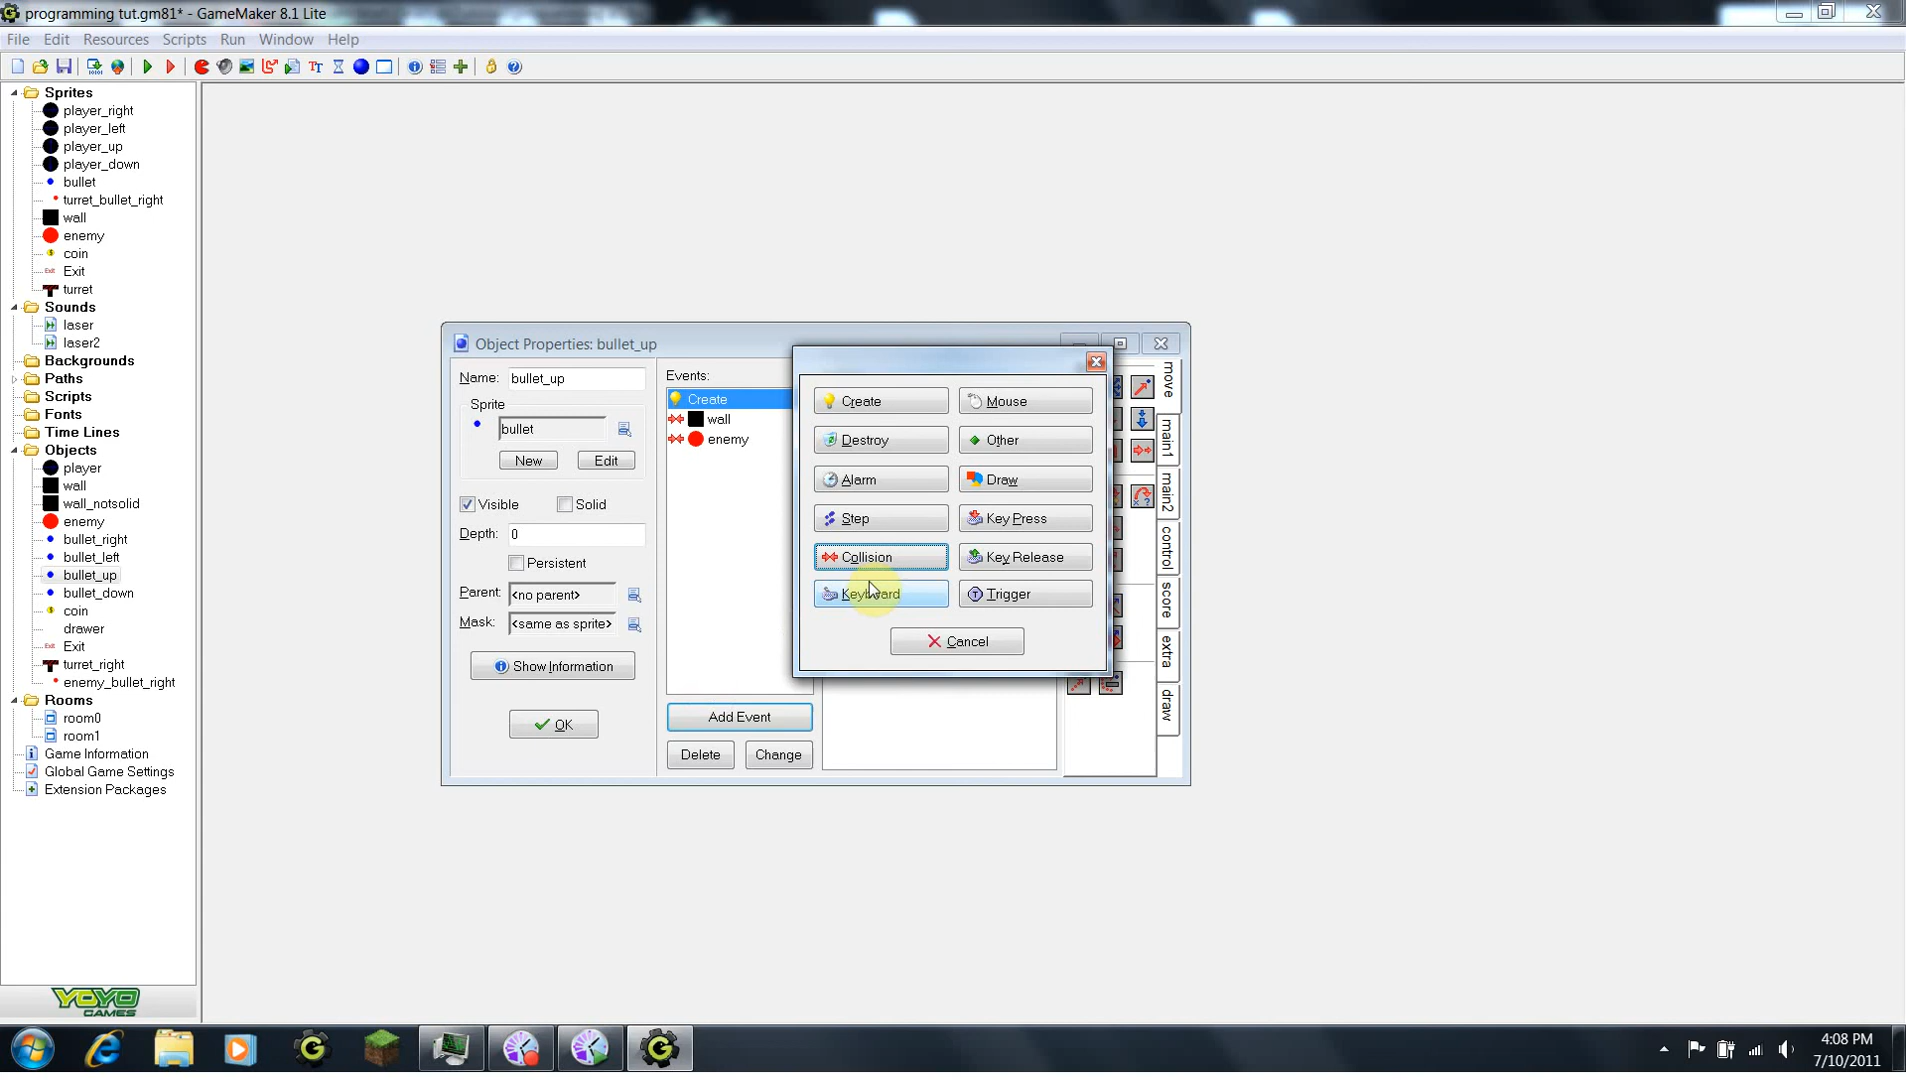 programming tut.gm81* - GameMaker 8.1 Lite
File Edit Resources Scripts Run Window Help
Sprites
player_right
player_left
player_up
player_down
bullet
turret_bullet_right
wall
enemy
coin
Exit
turret
Sounds
laser
laser2
Backgrounds
Paths
Scripts
Fonts
Time Lines
Objects
player
wall
wall_notsolid
enemy
bullet_right
bullet_left
bullet_up
bullet_down
coin
drawer
Exit
turret_right
enemy_bullet_right
Rooms
room0
room1
Game Information
Global Game Settings
Extension Packages
YOYO
GAMES
Object Properties: bullet_up
Name: bullet_up
Sprite
bullet
New Edit
Visible Solid
Depth: 0
Persistent
Parent: <no parent>
Mask: <same as sprite>
Show Information
OK
Events:
Create
wall
enemy
Add Event
Delete Change
Create Mouse
Destroy Other
Alarm Draw
Step Key Press
Collision Key Release
Keyboard Trigger
Cancel
move
main1
main2
control
score
extra
draw
4:08 PM
7/10/2011